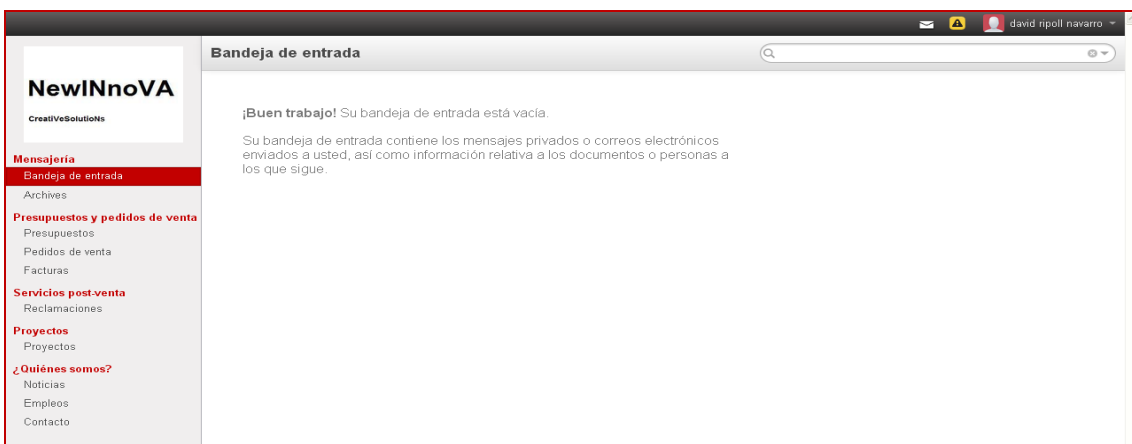 david ripoll navarro
NewINnoVA
CreatiVeSolutioNs
Mensajería
Bandeja de entrada
Archives
Presupuestos y pedidos de venta
Presupuestos
Pedidos de venta
Facturas
Servicios post-venta
Reclamaciones
Proyectos
Proyectos
¿Quiénes somos?
Noticias
Empleos
Contacto
Bandeja de entrada
¡Buen trabajo! Su bandeja de entrada está vacía.
Su bandeja de entrada contiene los mensajes privados o correos electrónicos
enviados a usted, así como información relativa a los documentos o personas a
los que sigue.